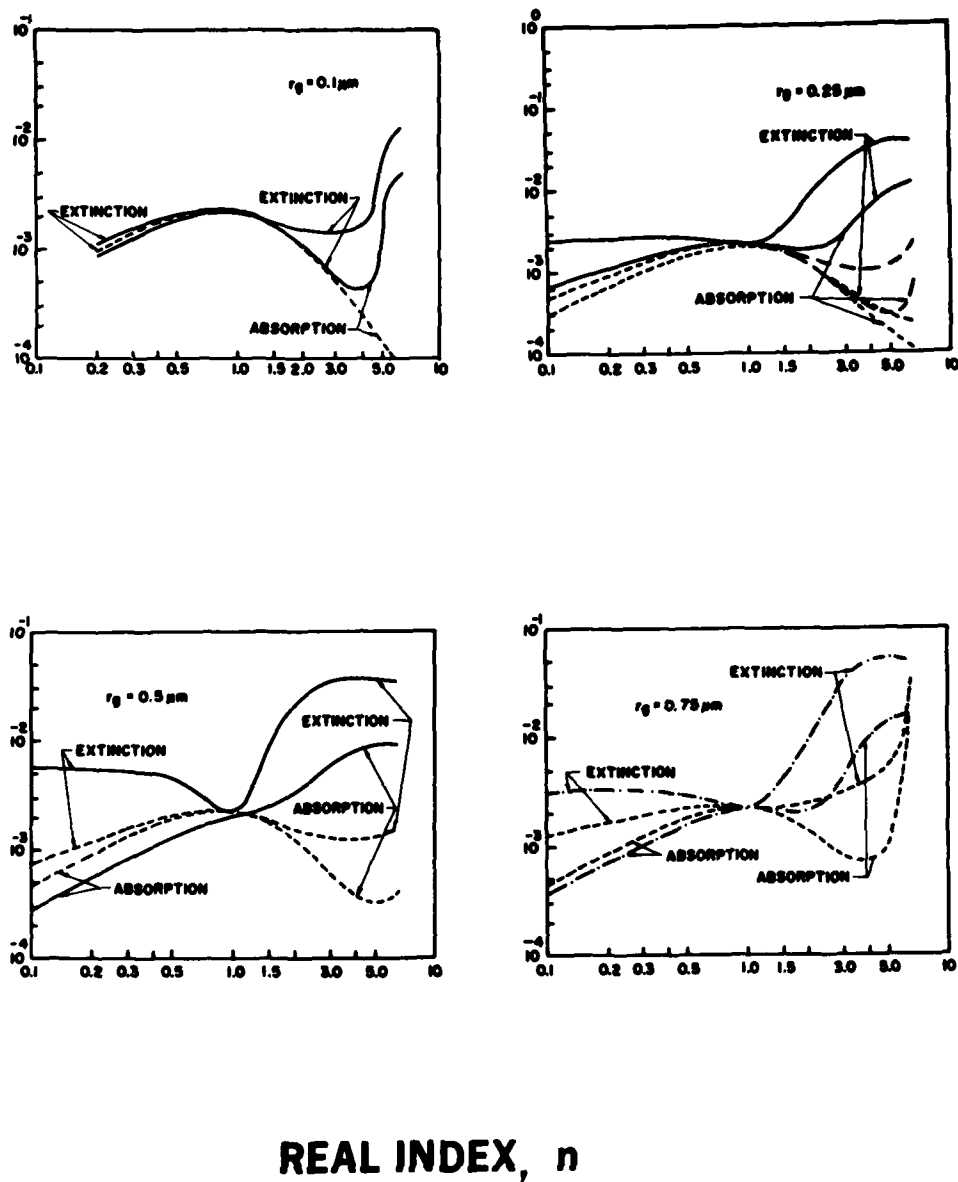 10⁻¹
10⁻²
10⁻³
10⁻⁴
rg = 0.1 μm
EXTINCTION
EXTINCTION
ABSORPTION
0.1 0.2 0.3 0.5 1.0 1.5 2.0 3.0 5.0 10
10⁰
10⁻¹
10⁻²
10⁻³
10⁻⁴
rg = 0.25 μm
EXTINCTION
ABSORPTION
0.1 0.2 0.3 0.5 1.0 1.5 3.0 5.0 10
10⁻¹
10⁻²
10⁻³
10⁻⁴
rg = 0.5 μm
EXTINCTION
EXTINCTION
ABSORPTION
ABSORPTION
0.1 0.2 0.3 0.5 1.0 1.5 3.0 5.0 10
10⁻¹
10⁻²
10⁻³
10⁻⁴
EXTINCTION
rg = 0.75 μm
EXTINCTION
ABSORPTION
ABSORPTION
0.1 0.2 0.3 0.5 1.0 1.5 3.0 5.0 10
REAL INDEX, n